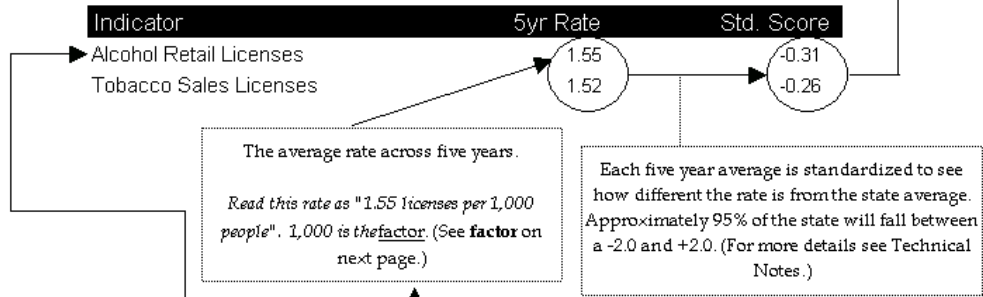 Indicator 5yr Rate Std. Score
Alcohol Retail Licenses 1.55 -0.31
Tobacco Sales Licenses 1.52 -0.26
The average rate across five years.
Read this rate as "1.55 licenses per 1,000
people". 1,000 is thefactor. (See factor on
next page.)
Each five year average is standardized to see
how different the rate is from the state average.
Approximately 95% of the state will fall between
a -2.0 and +2.0. (For more details see Technical
Notes.)